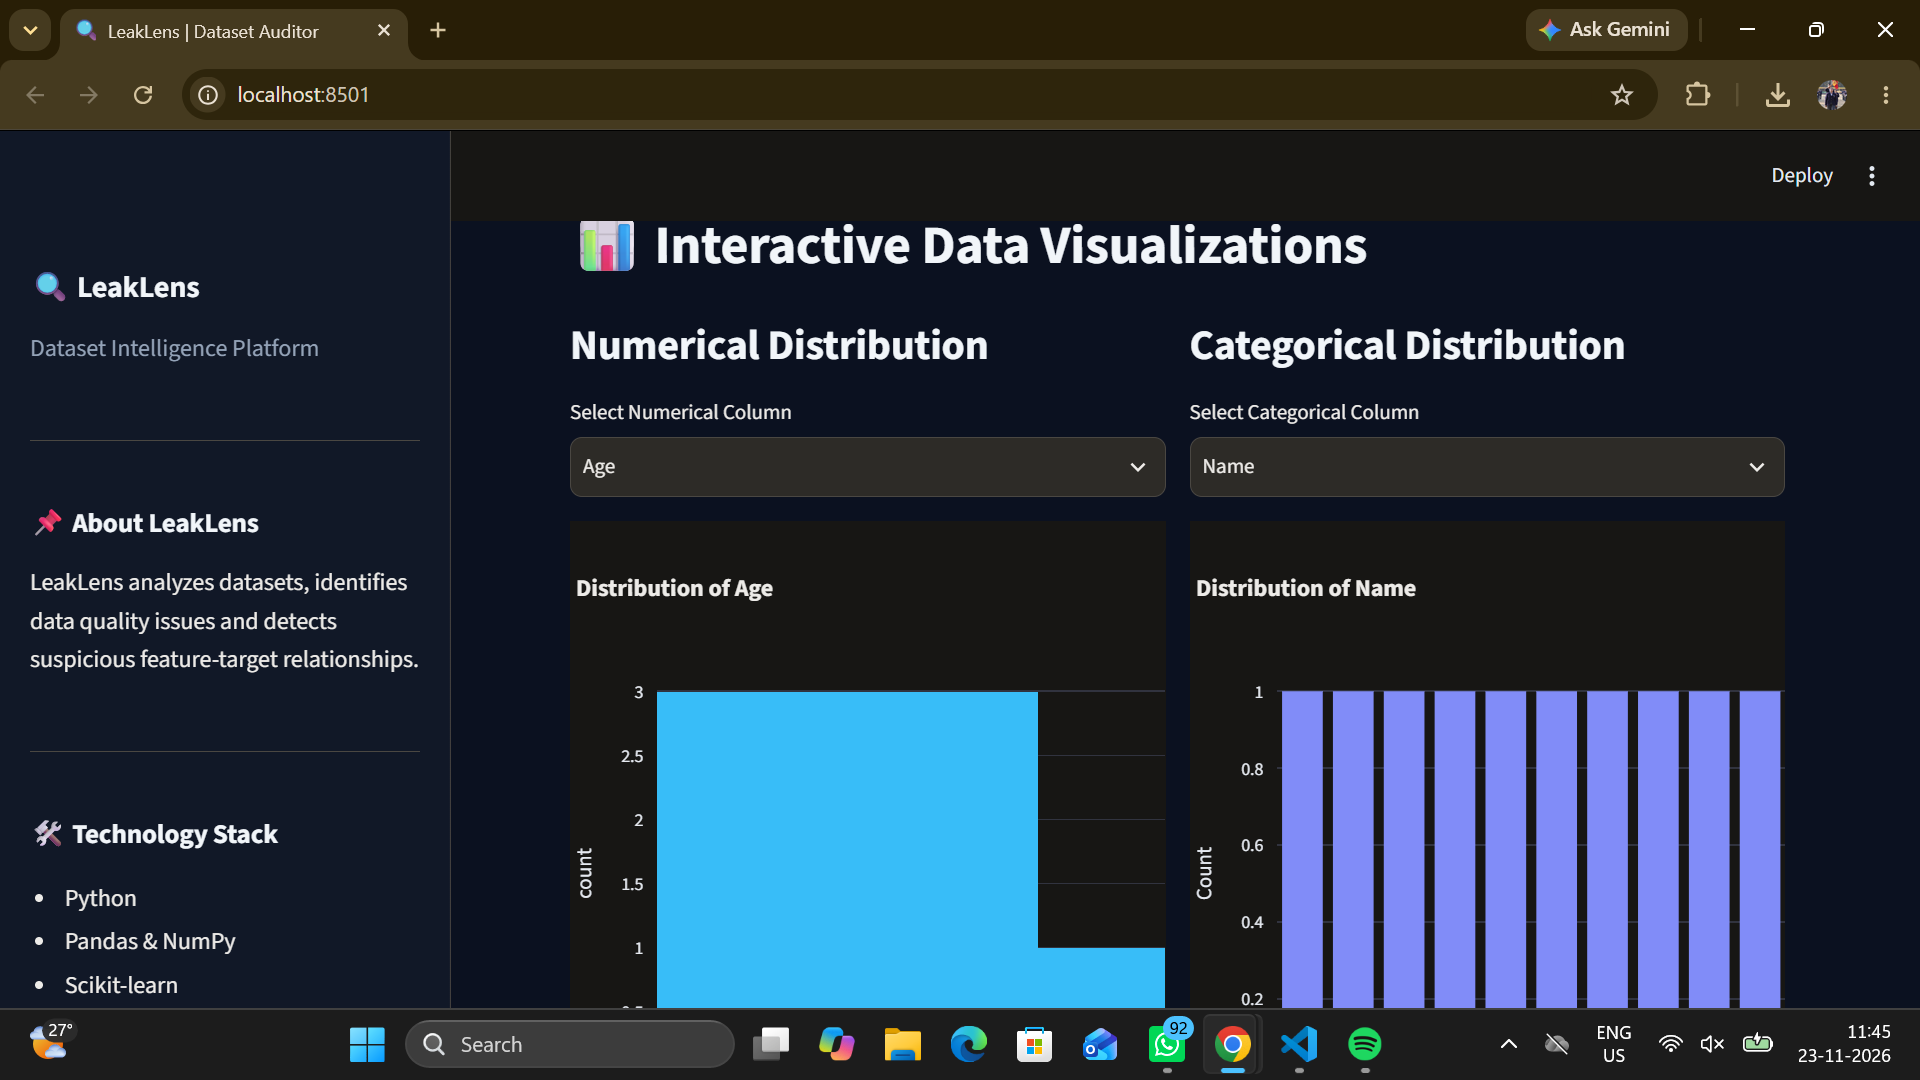 LeakLens | Dataset Auditor
Ask Gemini
localhost:8501
Deploy
LeakLens
Dataset Intelligence Platform
About LeakLens
LeakLens analyzes datasets, identifies
data quality issues and detects
suspicious feature-target relationships.
Technology Stack
Python
Pandas & NumPy
Scikit-learn
Interactive Data Visualizations
Numerical Distribution
Select Numerical Column
Age
Distribution of Age
3
2.5
2
1.5
1
count
Categorical Distribution
Select Categorical Column
Name
Distribution of Name
1
0.8
0.6
0.4
0.2
Count
27°
Search
92
ENG
US
11:45
23-11-2026